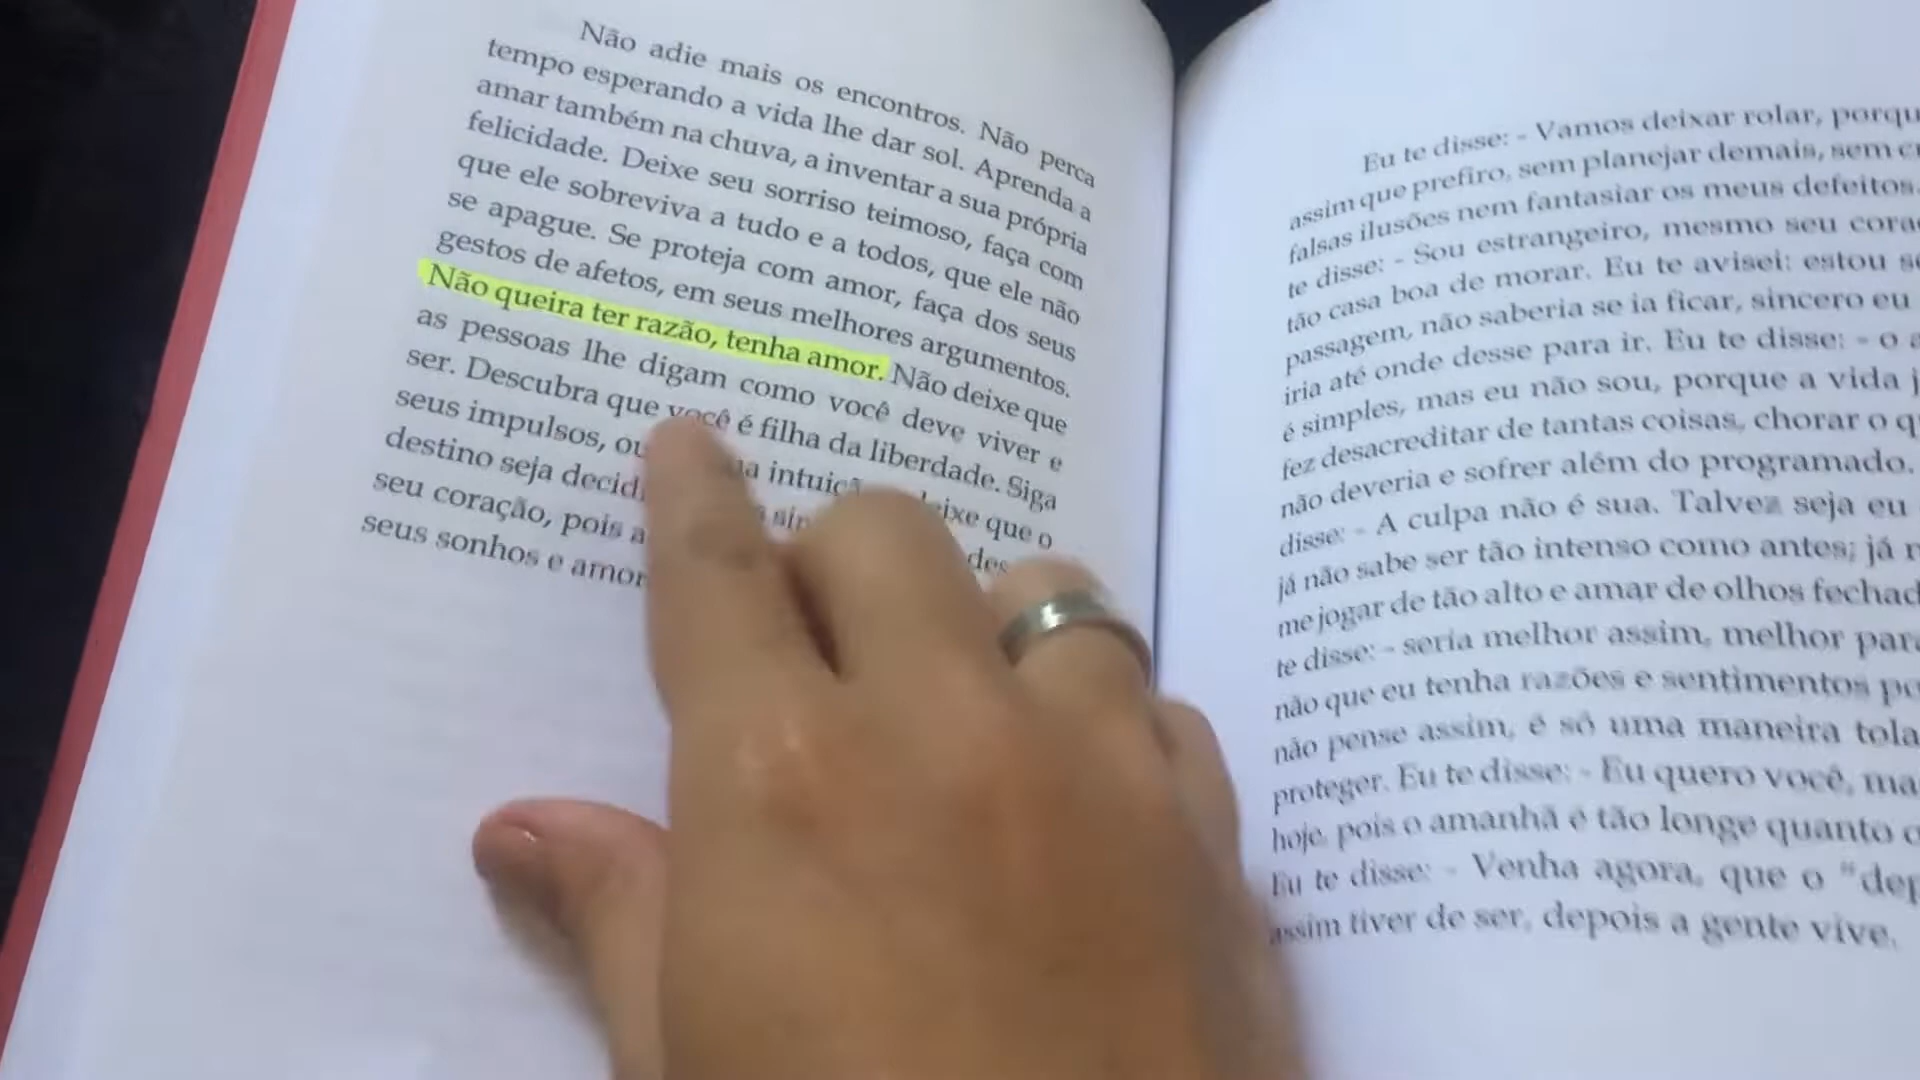 Não adie mais os encontros. Não perca
tempo esperando a vida lhe dar sol. Aprenda a
amar também na chuva, a inventar a sua própria
felicidade. Deixe seu sorriso teimoso, faça com
que ele sobreviva a tudo e a todos, que ele não
se apague. Se proteja com amor, faça dos seus
gestos de afetos, em seus melhores argumentos.
Não queira ter razão, tenha amor. Não deixe que
as pessoas lhe digam como você deve viver e
ser. Descubra que você é filha da liberdade. Siga
seus impulsos, intuiç ixe que o
destino seja decid
seu coração, pois
seus sonhos e amor
Eu te disse: - Vamos deixar rolar, porqu
assim que prefiro, sem planejar demais, sem
falsas ilusões nem fantasiar os meus defeitos.
te disse: - Sou estrangeiro, mesmo seu
tão casa boa de morar. Eu te avisei: estou
passagem, não saberia se ia ficar, sincero eu
iria até onde desse para ir. Eu te disse: - o
é simples, mas eu não sou, porque a vida
fez desacreditar de tantas coisas, chorar o
não deveria e sofrer além do programado.
disse: - A culpa não é sua. Talvez seja eu
já não sabe ser tão intenso como antes; já
me jogar de tão alto e amar de olhos fechad
te disse: - seria melhor assim, melhor
não que eu tenha razões e sentimentos
não pense assim, é só uma maneira tola
proteger. Eu te disse: - Eu quero você,
hoje, pois o amanhã é tão longe quanto
Eu te disse: - Venha agora, que o "dep
assim tiver de ser, depois a gente vive.